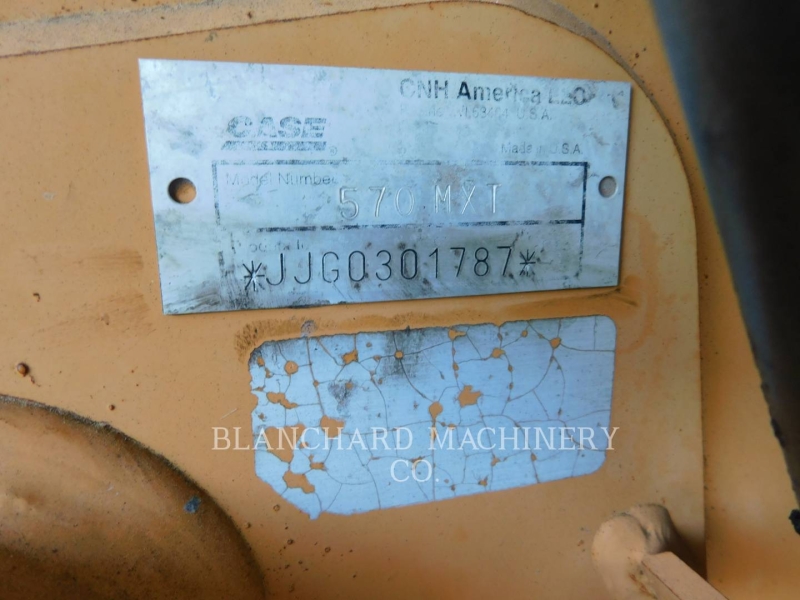 CNH America LLC
U.S.A.
CASE
Made in U.S.A.
Model Number
570 MXT
*JJG0301787*
BLANCHARD MACHINERY
CO.